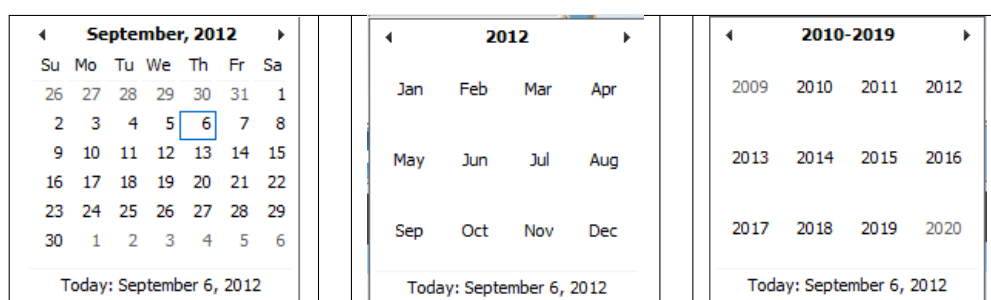 September, 2012
Su Mo Tu We Th Fr Sa
26 27 28 29 30 31 1
2 3 4 5 6 7 8
9 10 11 12 13 14 15
16 17 18 19 20 21 22
23 24 25 26 27 28 29
30 1 2 3 4 5 6
Today: September 6, 2012
2012
Jan Feb Mar Apr
May Jun Jul Aug
Sep Oct Nov Dec
Today: September 6, 2012
2010-2019
2009 2010 2011 2012
2013 2014 2015 2016
2017 2018 2019 2020
Today: September 6, 2012